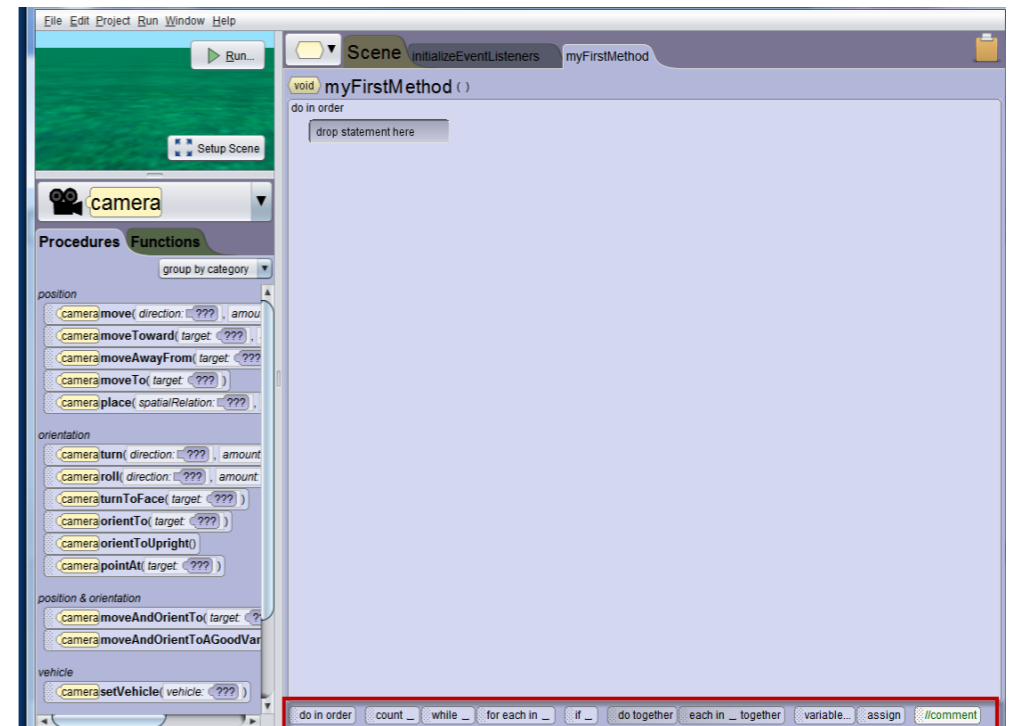 File Edit Project Run Window Help
Run...
Setup Scene
camera
Procedures Functions
group by category
position
camera move( direction: ??? , amou
camera moveToward( target: ??? ,
camera moveAwayFrom( target: ???
camera moveTo( target: ??? )
camera place( spatialRelation: ??? ,
orientation
camera turn( direction: ??? , amount
camera roll( direction: ??? , amount:
camera turnToFace( target: ??? )
camera orientTo( target: ??? )
camera orientToUpright()
camera pointAt( target: ??? )
position & orientation
camera moveAndOrientTo( target: ??
camera moveAndOrientToAGoodVan
vehicle
camera setVehicle( vehicle: ??? )
Scene initializeEventListeners myFirstMethod
void myFirstMethod ( )
do in order
drop statement here
do in order count _ while _ for each in _ if _ do together each in _ together variable... assign //comment